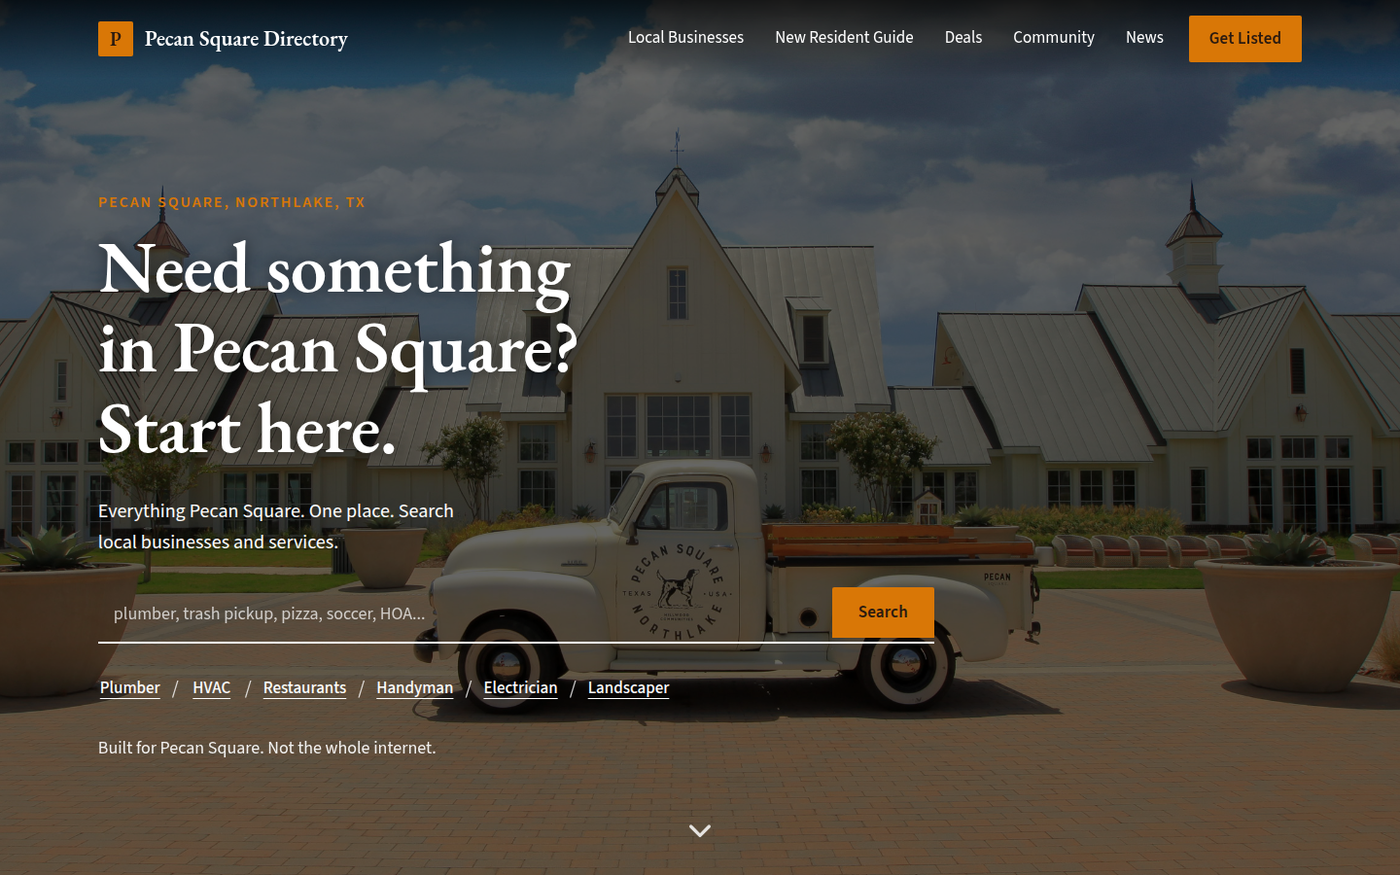 P Pecan Square Directory
Local Businesses New Resident Guide Deals Community News Get Listed
PECAN SQUARE, NORTHLAKE, TX
Need something
in Pecan Square?
Start here.
Everything Pecan Square. One place. Search
local businesses and services.
plumber, trash pickup, pizza, soccer, HOA...
Search
PECAN SQUARE
TEXAS USA
NORTHLAKE
PECAN
Plumber / HVAC / Restaurants / Handyman / Electrician / Landscaper
Built for Pecan Square. Not the whole internet.